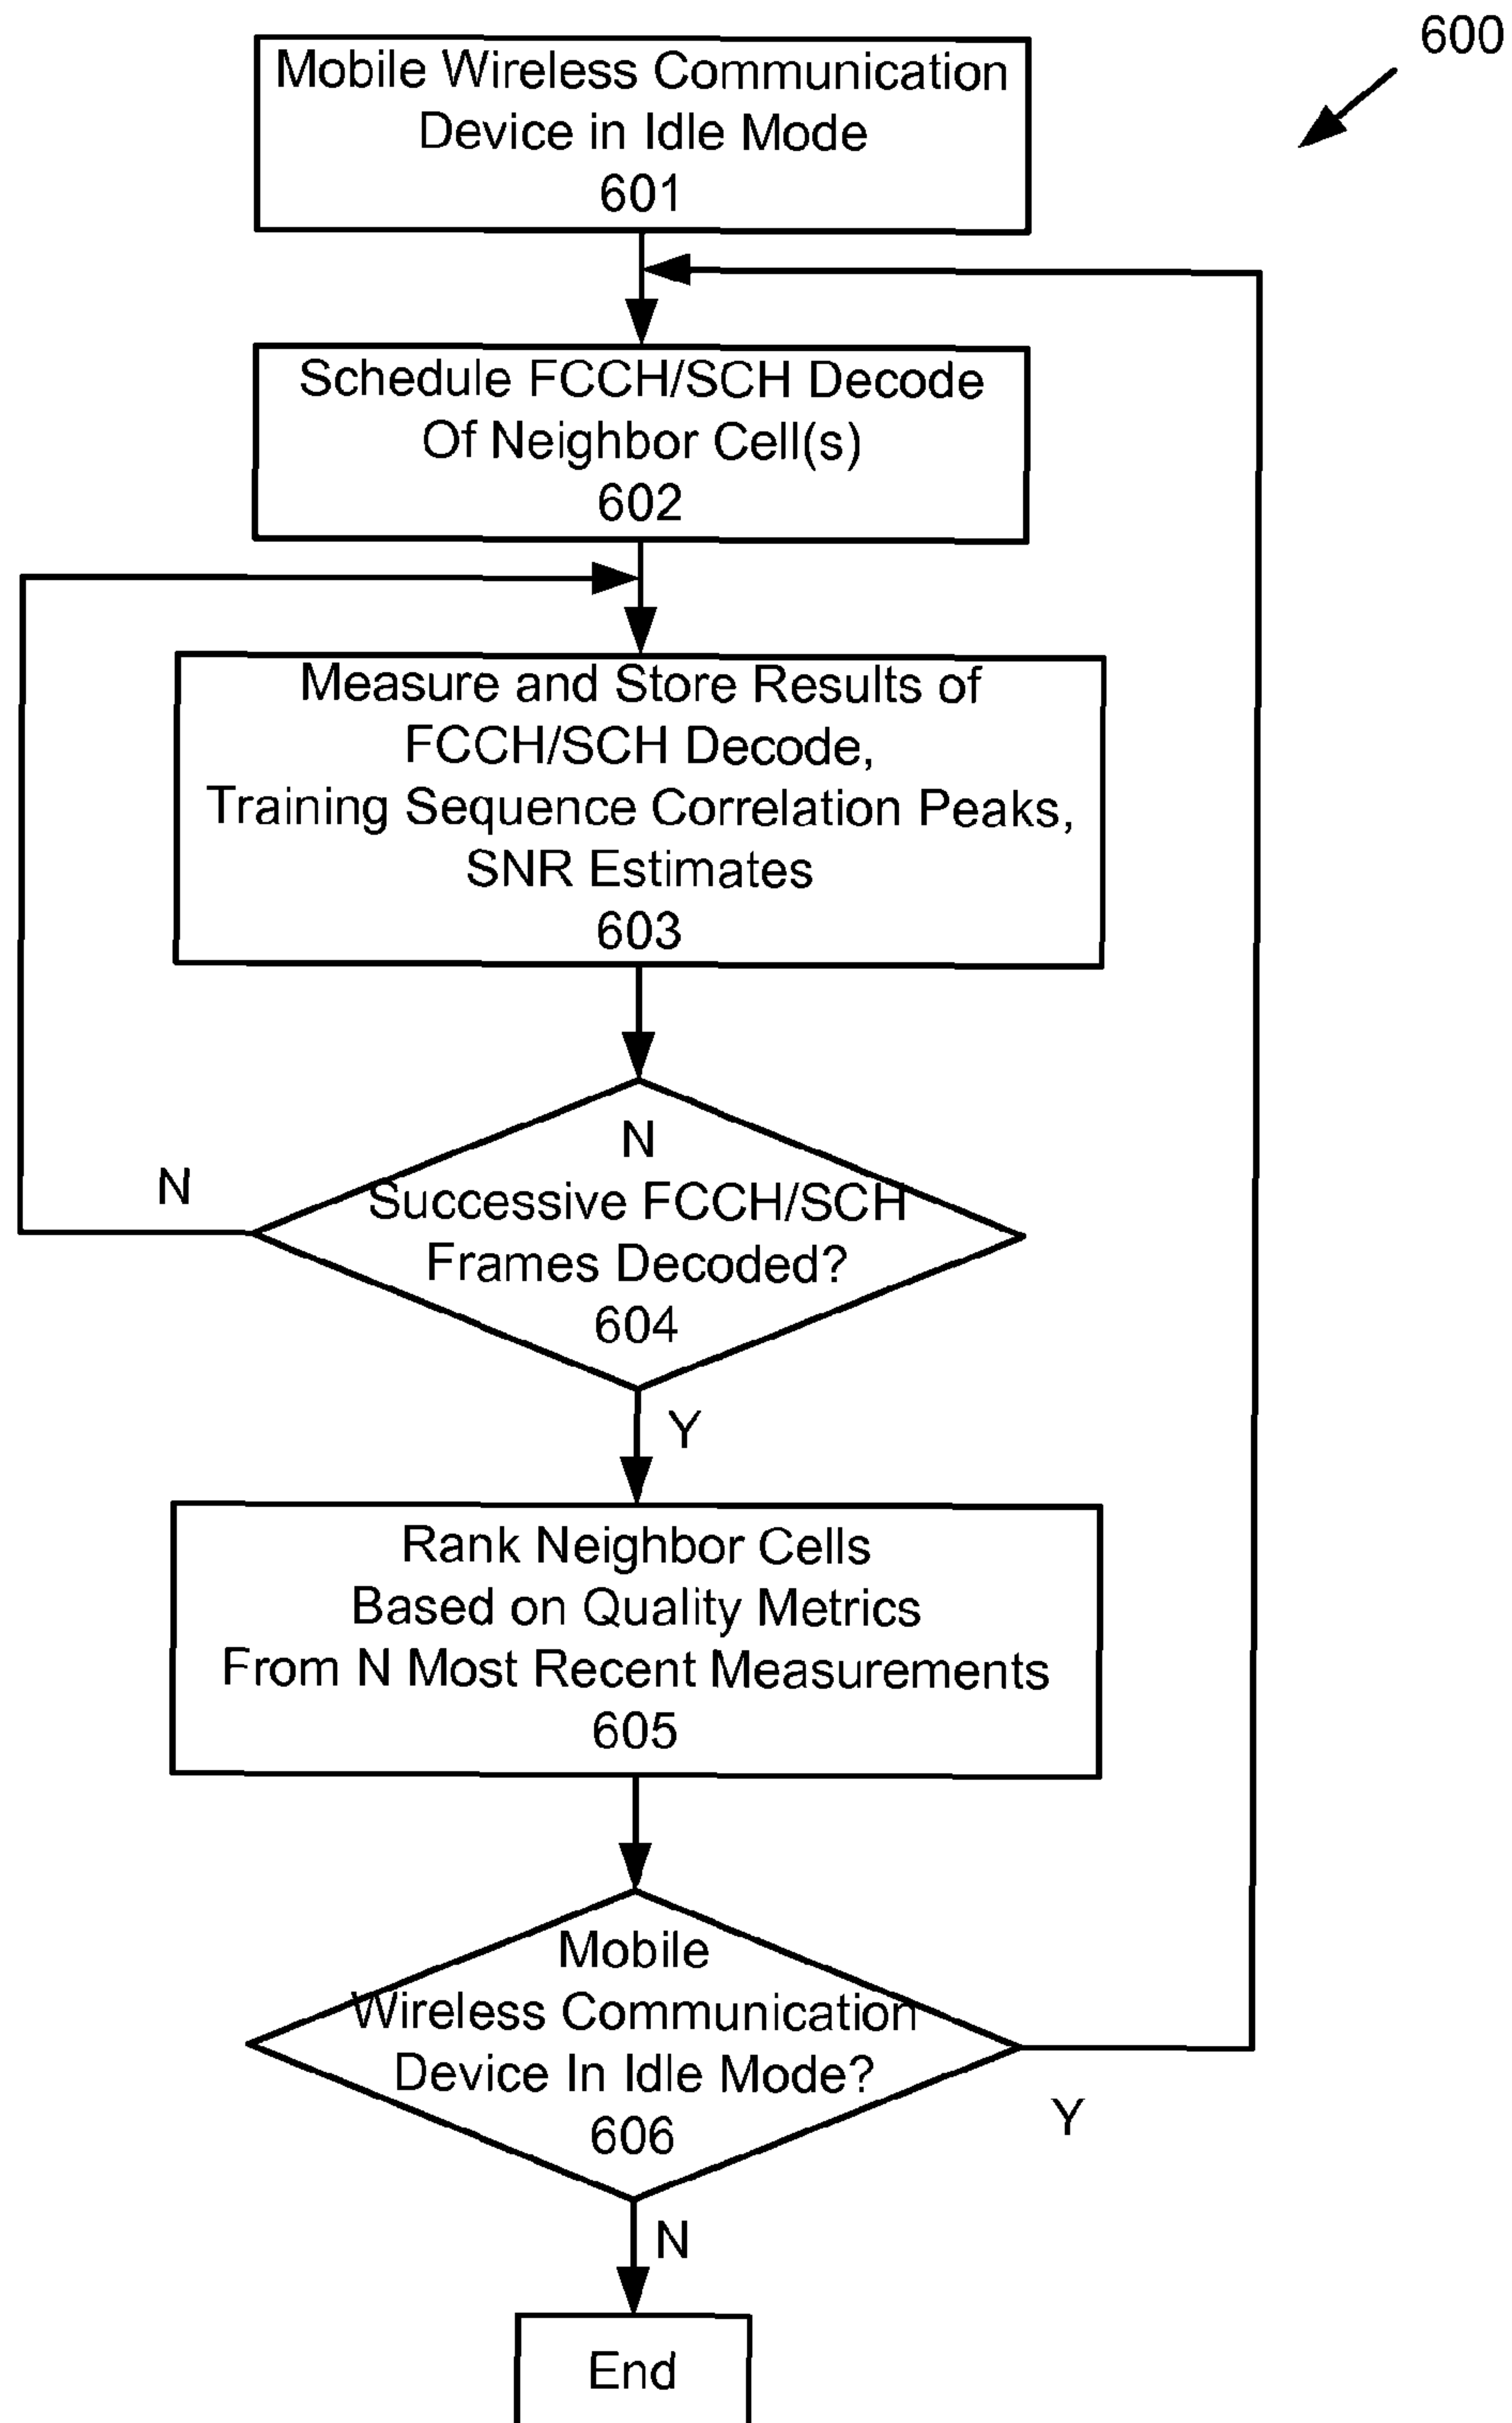 600
Mobile Wireless Communication
Device in Idle Mode
601
Schedule FCCH/SCH Decode
Of Neighbor Cell(s)
602
Measure and Store Results of
FCCH/SCH Decode,
Training Sequence Correlation Peaks,
SNR Estimates
603
N
N
Successive FCCH/SCH
Frames Decoded?
604
Y
Rank Neighbor Cells
Based on Quality Metrics
From N Most Recent Measurements
605
Mobile
Wireless Communication
Device In Idle Mode?
606
Y
N
End